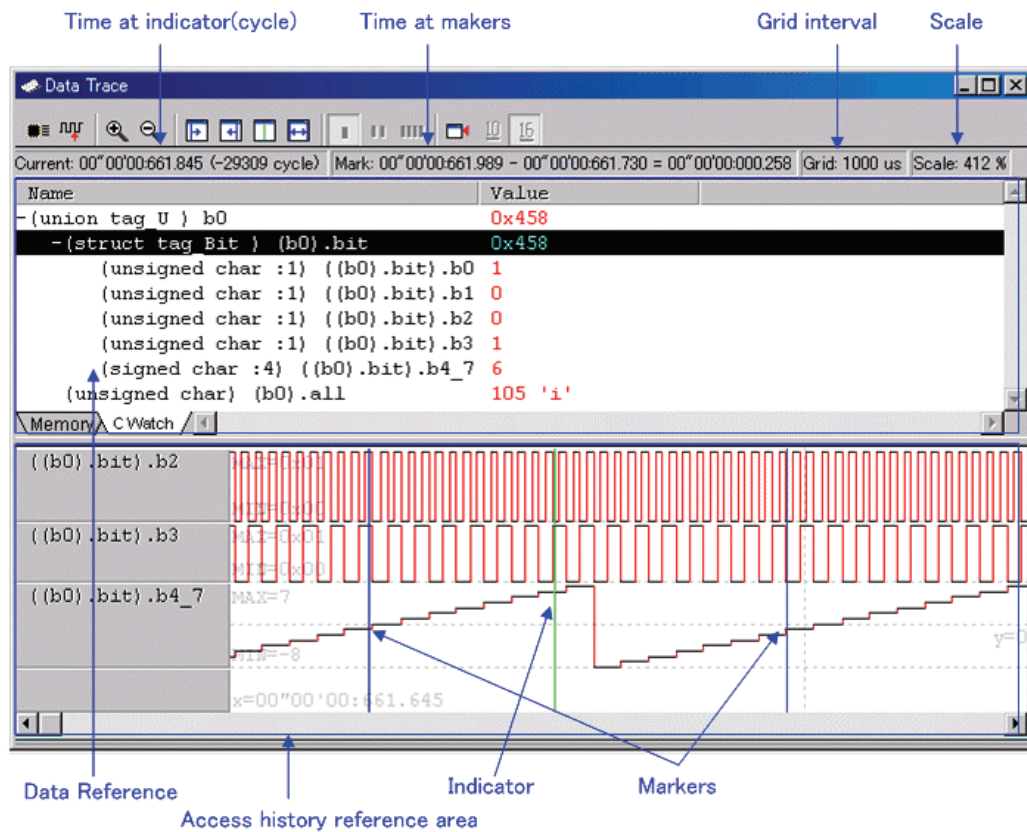 Time at indicator(cycle) Time at makers Grid interval Scale
Data Trace
10 16
Current: 00"00'00:661.845 (-29309 cycle) Mark: 00"00'00:661.989 - 00"00'00:661.730 = 00"00'00:000.258 Grid: 1000 us Scale: 412 %
Name Value
-(union tag_U ) b0 0x458
-(struct tag_Bit ) (b0).bit 0x458
(unsigned char :1) ((b0).bit).b0 1
(unsigned char :1) ((b0).bit).b1 0
(unsigned char :1) ((b0).bit).b2 0
(unsigned char :1) ((b0).bit).b3 1
(signed char :4) ((b0).bit).b4_7 6
(unsigned char) (b0).all 105 'i'
Memory C Watch
((b0).bit).b2 MAX=0x01
MIN=0x00
((b0).bit).b3 MAX=0x01
MIN=0x00
((b0).bit).b4_7 MAX=7
y=0
MIN=-8
x=00"00'00:661.645
Data Reference Indicator Markers
Access history reference area